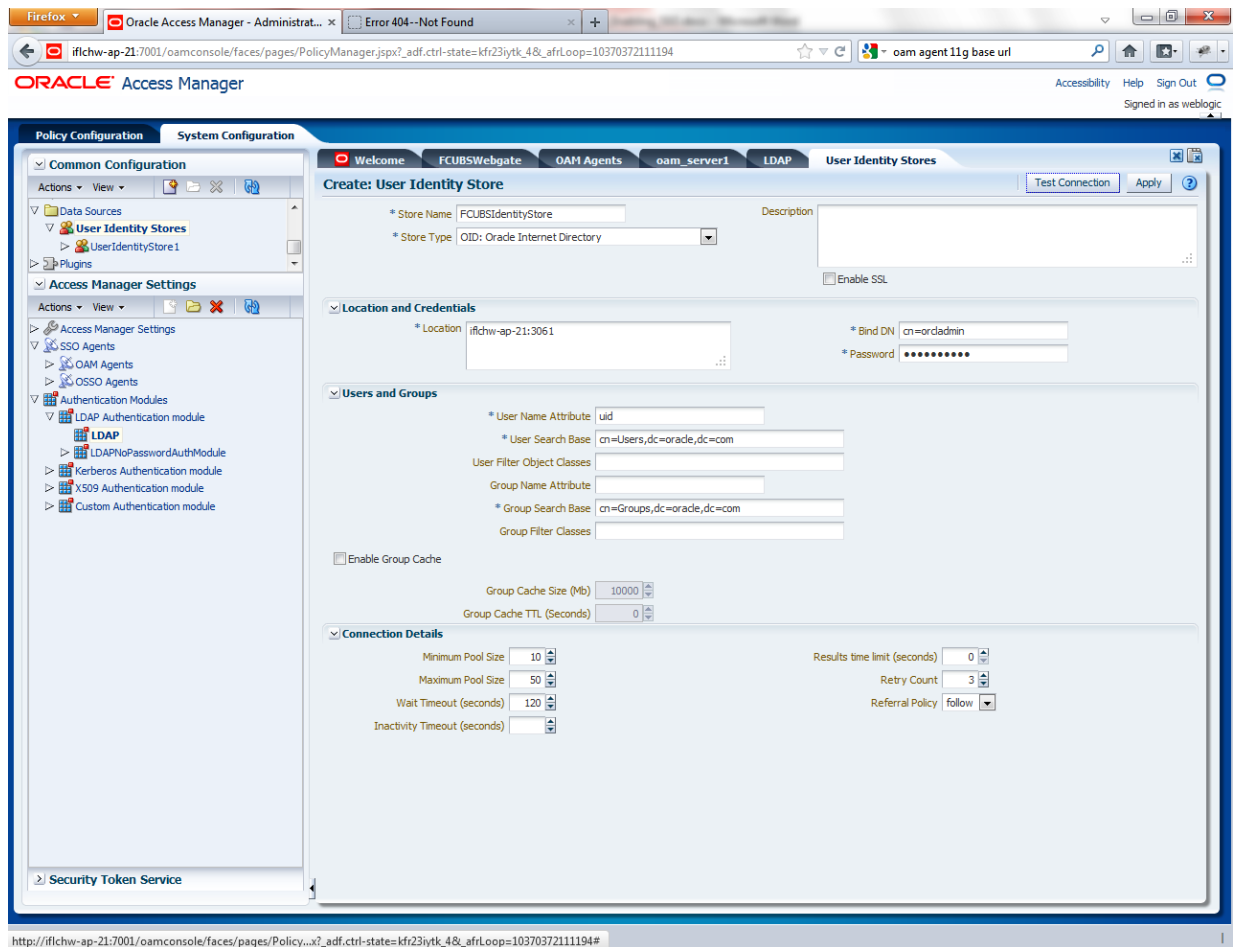 Firefox
Oracle Access Manager - Administrat...
Error 404--Not Found
iflchw-ap-21:7001/oamconsole/faces/pages/PolicyManager.jspx?_adf.ctrl-state=kfr23iytk_4&_afrLoop=10370372111194
oam agent 11g base url
ORACLE Access Manager
Accessibility Help Sign Out
Signed in as weblogic
Policy Configuration System Configuration
Common Configuration
Actions View
Data Sources
User Identity Stores
UserIdentityStore1
Plugins
Access Manager Settings
Actions View
Access Manager Settings
SSO Agents
OAM Agents
OSSO Agents
Authentication Modules
LDAP Authentication module
LDAP
LDAPNoPasswordAuthModule
Kerberos Authentication module
X509 Authentication module
Custom Authentication module
Security Token Service
Welcome FCUBSWebgate OAM Agents oam_server1 LDAP User Identity Stores
Create: User Identity Store
Test Connection Apply
* Store Name FCUBSIdentityStore
* Store Type OID: Oracle Internet Directory
Description
Enable SSL
Location and Credentials
* Location iflchw-ap-21:3061
* Bind DN cn=orcladmin
* Password ••••••••••
Users and Groups
* User Name Attribute uid
* User Search Base cn=Users,dc=oracle,dc=com
User Filter Object Classes
Group Name Attribute
* Group Search Base cn=Groups,dc=oracle,dc=com
Group Filter Classes
Enable Group Cache
Group Cache Size (Mb) 10000
Group Cache TTL (Seconds) 0
Connection Details
Minimum Pool Size 10
Maximum Pool Size 50
Wait Timeout (seconds) 120
Inactivity Timeout (seconds)
Results time limit (seconds) 0
Retry Count 3
Referral Policy follow
http://iflchw-ap-21:7001/oamconsole/faces/pages/Policy...x?_adf.ctrl-state=kfr23iytk_4&_afrLoop=10370372111194#